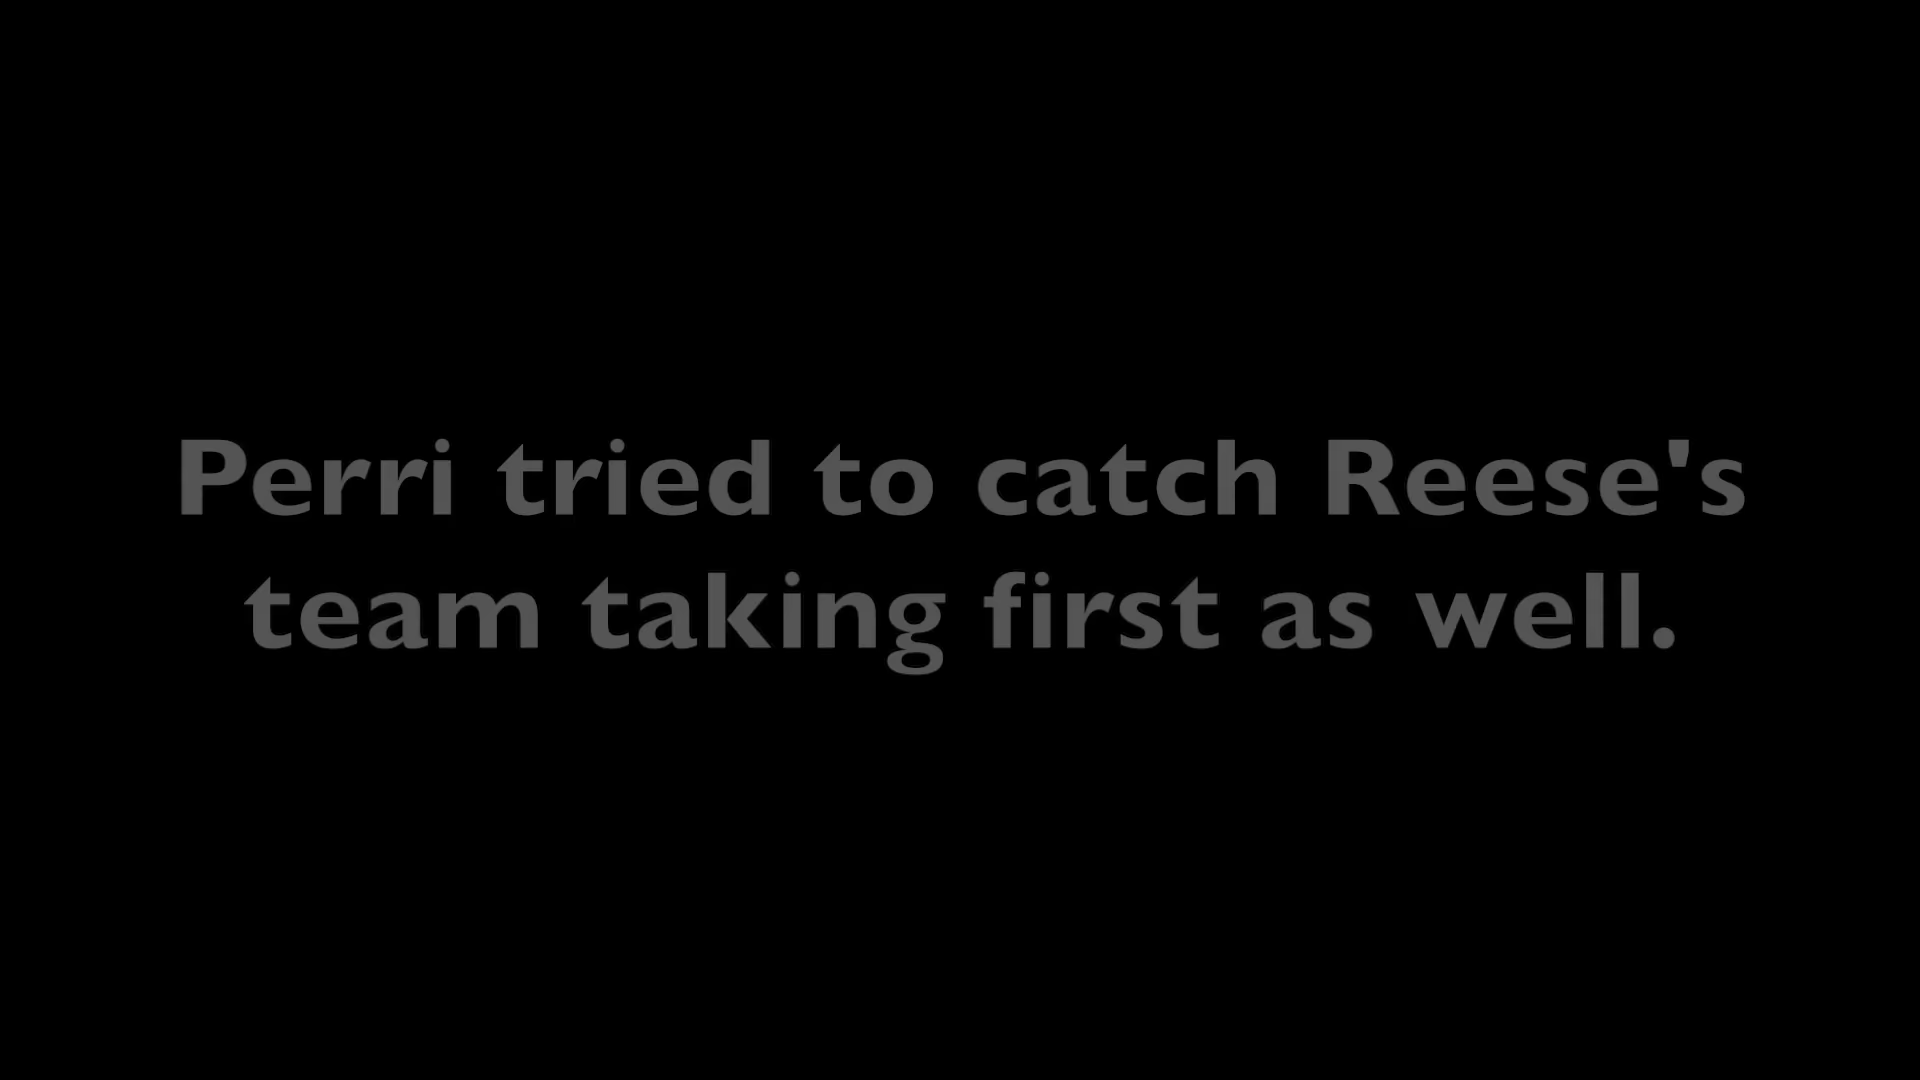 Perri tried to catch Reese's
team taking first as well.